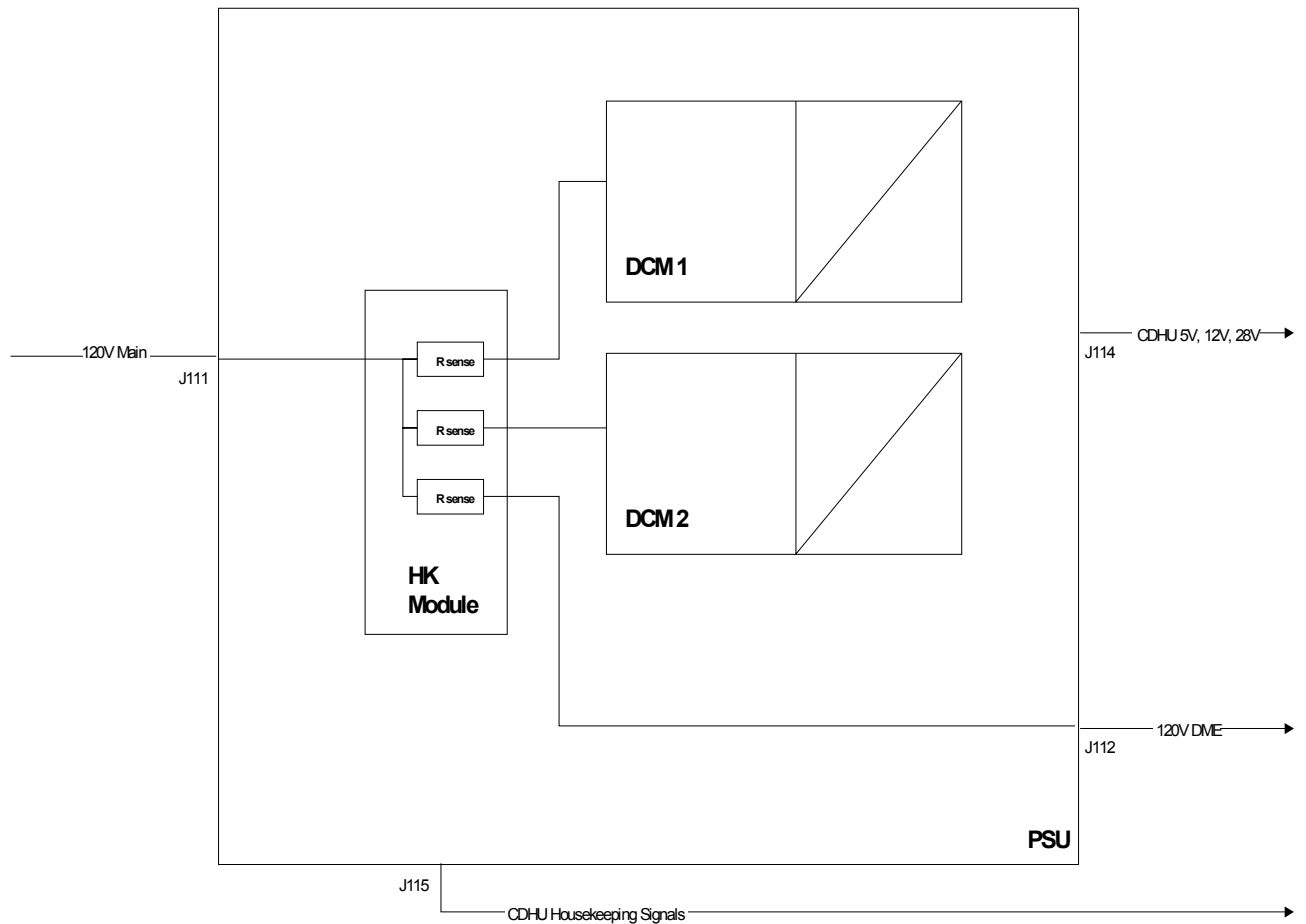 DCM 1
120V Main
J111
R sense
R sense
R sense
CDHU 5V, 12V, 28V
J114
DCM 2
HK
Module
120V DME
J112
PSU
J115
CDHU Housekeeping Signals